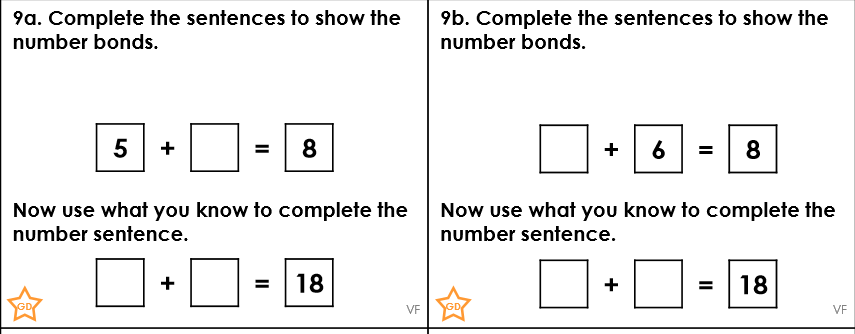 9a. Complete the sentences to show the
number bonds.
5 + = 8
Now use what you know to complete the
number sentence.
+ = 18
GD
VF
9b. Complete the sentences to show the
number bonds.
+ 6 = 8
Now use what you know to complete the
number sentence.
+ = 18
GD
VF